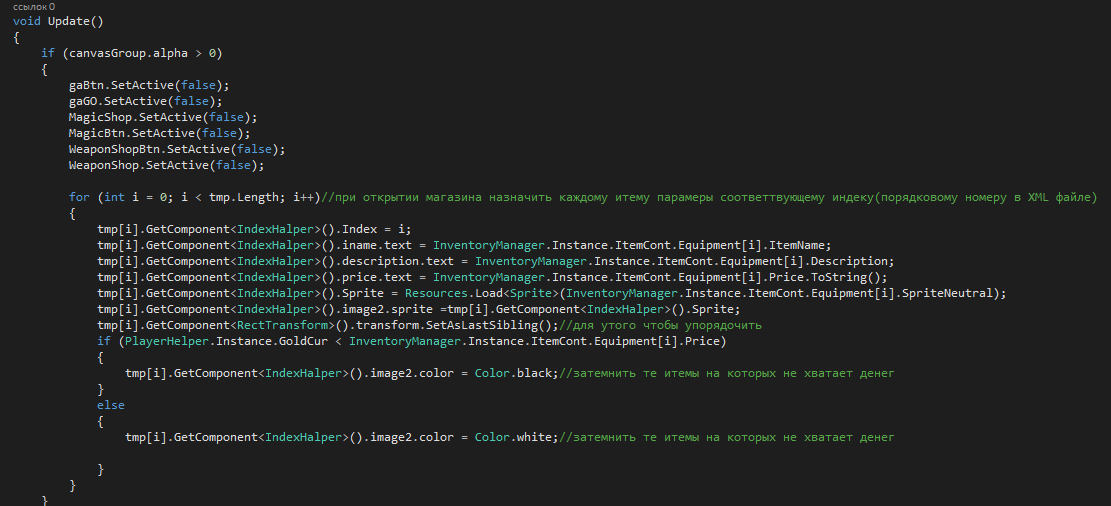 ссылок 0
void Update()
{
if (canvasGroup.alpha > 0)
{
gaBtn.SetActive(false);
gaGO.SetActive(false);
MagicShop.SetActive(false);
MagicBtn.SetActive(false);
WeaponShopBtn.SetActive(false);
WeaponShop.SetActive(false);
for (int i = 0; i < tmp.Length; i++)//при открытии магазина назначить каждому итему парамеры соответтвующему индеку(порядковому номеру в XML файле)
{
tmp[i].GetComponent<IndexHalper>().Index = i;
tmp[i].GetComponent<IndexHalper>().iname.text = InventoryManager.Instance.ItemCont.Equipment[i].ItemName;
tmp[i].GetComponent<IndexHalper>().description.text = InventoryManager.Instance.ItemCont.Equipment[i].Description;
tmp[i].GetComponent<IndexHalper>().price.text = InventoryManager.Instance.ItemCont.Equipment[i].Price.ToString();
tmp[i].GetComponent<IndexHalper>().Sprite = Resources.Load<Sprite>(InventoryManager.Instance.ItemCont.Equipment[i].SpriteNeutral);
tmp[i].GetComponent<IndexHalper>().image2.sprite =tmp[i].GetComponent<IndexHalper>().Sprite;
tmp[i].GetComponent<RectTransform>().transform.SetAsLastSibling();//для утого чтобы упорядочить
if (PlayerHelper.Instance.GoldCur < InventoryManager.Instance.ItemCont.Equipment[i].Price)
{
tmp[i].GetComponent<IndexHalper>().image2.color = Color.black;//затемнить те итемы на которых не хватает денег
}
else
{
tmp[i].GetComponent<IndexHalper>().image2.color = Color.white;//затемнить те итемы на которых не хватает денег
}
}
}